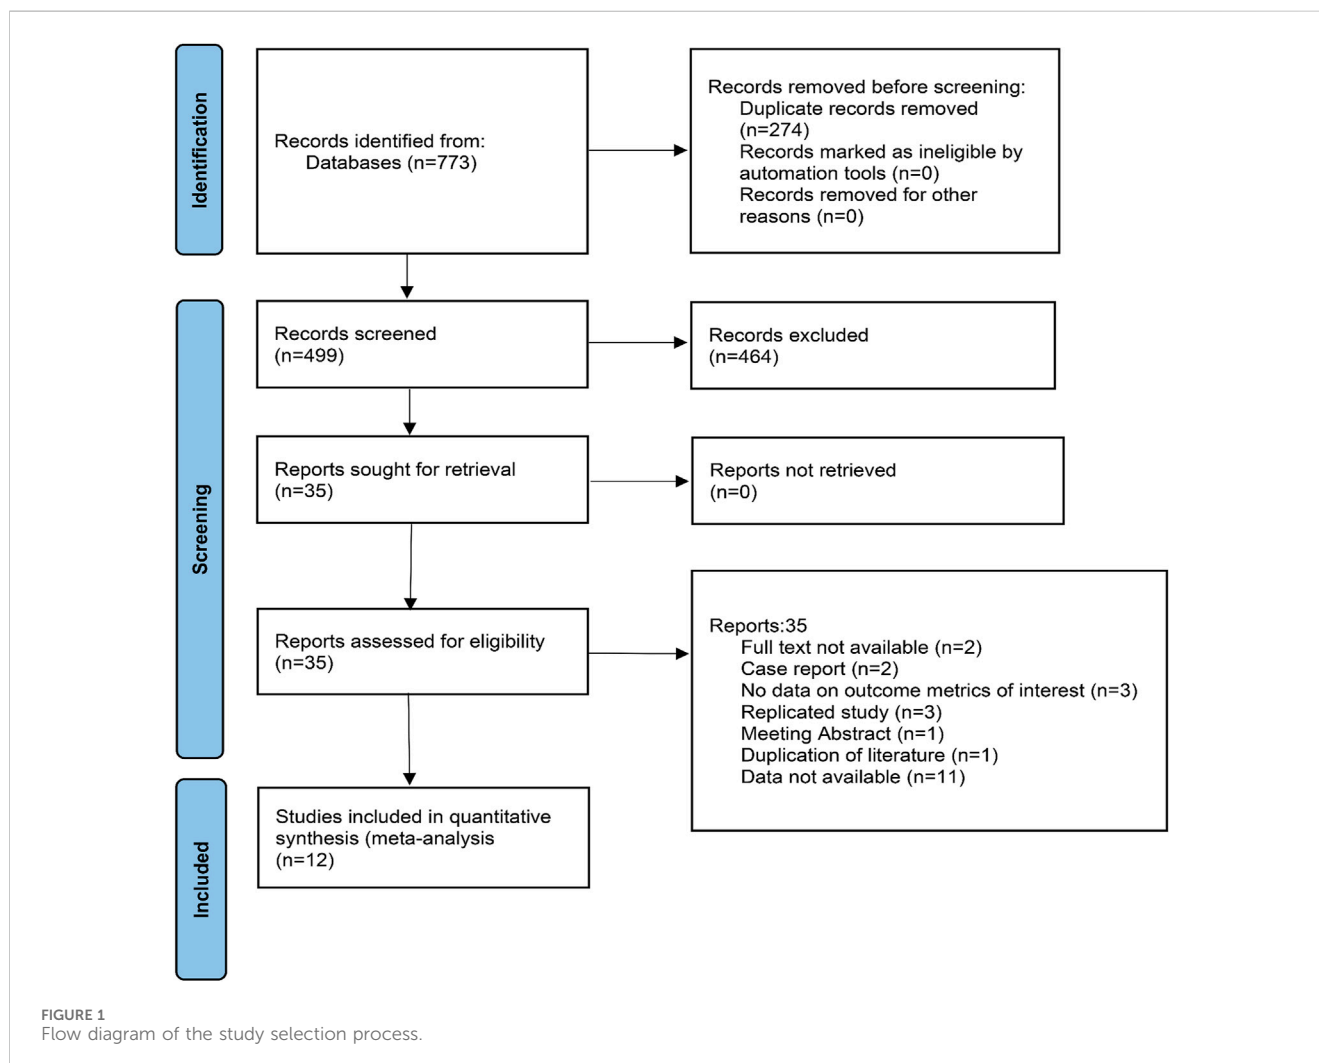 Identification
Records identified from:
Databases (n=773)
Records removed before screening:
Duplicate records removed
(n=274)
Records marked as ineligible by
automation tools (n=0)
Records removed for other
reasons (n=0)
Screening
Records screened
(n=499)
Records excluded
(n=464)
Reports sought for retrieval
(n=35)
Reports not retrieved
(n=0)
Reports assessed for eligibility
(n=35)
Reports:35
Full text not available (n=2)
Case report (n=2)
No data on outcome metrics of interest (n=3)
Replicated study (n=3)
Meeting Abstract (n=1)
Duplication of literature (n=1)
Data not available (n=11)
Included
Studies included in quantitative
synthesis (meta-analysis
(n=12)
FIGURE 1
Flow diagram of the study selection process.